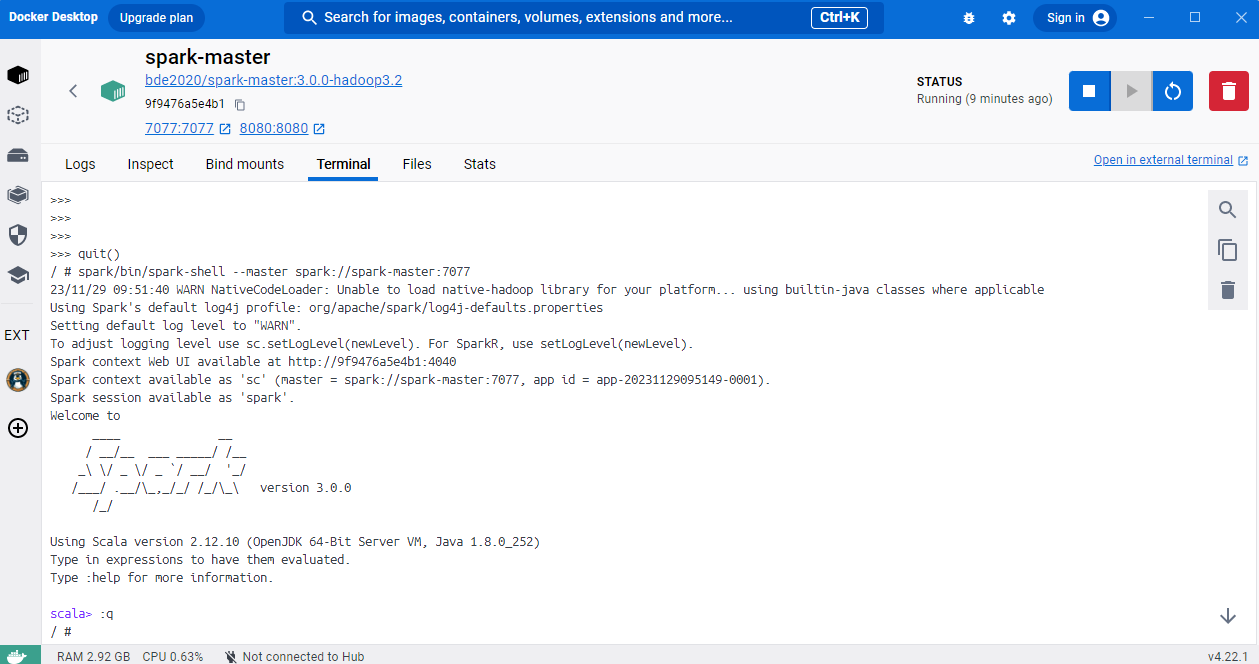 Docker Desktop Upgrade plan Search for images, containers, volumes, extensions and more... Ctrl+K Sign in
spark-master
bde2020/spark-master:3.0.0-hadoop3.2
9f9476a5e4b1
7077:7077 8080:8080
STATUS
Running (9 minutes ago)
Logs Inspect Bind mounts Terminal Files Stats Open in external terminal
EXT
>>>
>>>
>>>
>>> quit()
/ # spark/bin/spark-shell --master spark://spark-master:7077
23/11/29 09:51:40 WARN NativeCodeLoader: Unable to load native-hadoop library for your platform... using builtin-java classes where applicable
Using Spark's default log4j profile: org/apache/spark/log4j-defaults.properties
Setting default log level to "WARN".
To adjust logging level use sc.setLogLevel(newLevel). For SparkR, use setLogLevel(newLevel).
Spark context Web UI available at http://9f9476a5e4b1:4040
Spark context available as 'sc' (master = spark://spark-master:7077, app id = app-20231129095149-0001).
Spark session available as 'spark'.
Welcome to
      ____              __
     / __/__  ___ _____/ /__
    _\ \/ _ \/ _ `/ __/  '_/
   /___/ .__/\_,_/_/ /_/\_\   version 3.0.0
      /_/
Using Scala version 2.12.10 (OpenJDK 64-Bit Server VM, Java 1.8.0_252)
Type in expressions to have them evaluated.
Type :help for more information.
scala> :q
/ #
RAM 2.92 GB CPU 0.63% Not connected to Hub v4.22.1